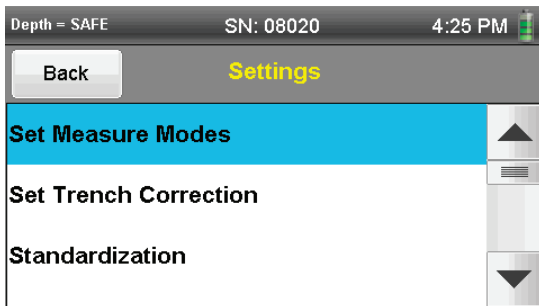 Depth = SAFE SN: 08020 4:25 PM
Back Settings
Set Measure Modes
Set Trench Correction
Standardization